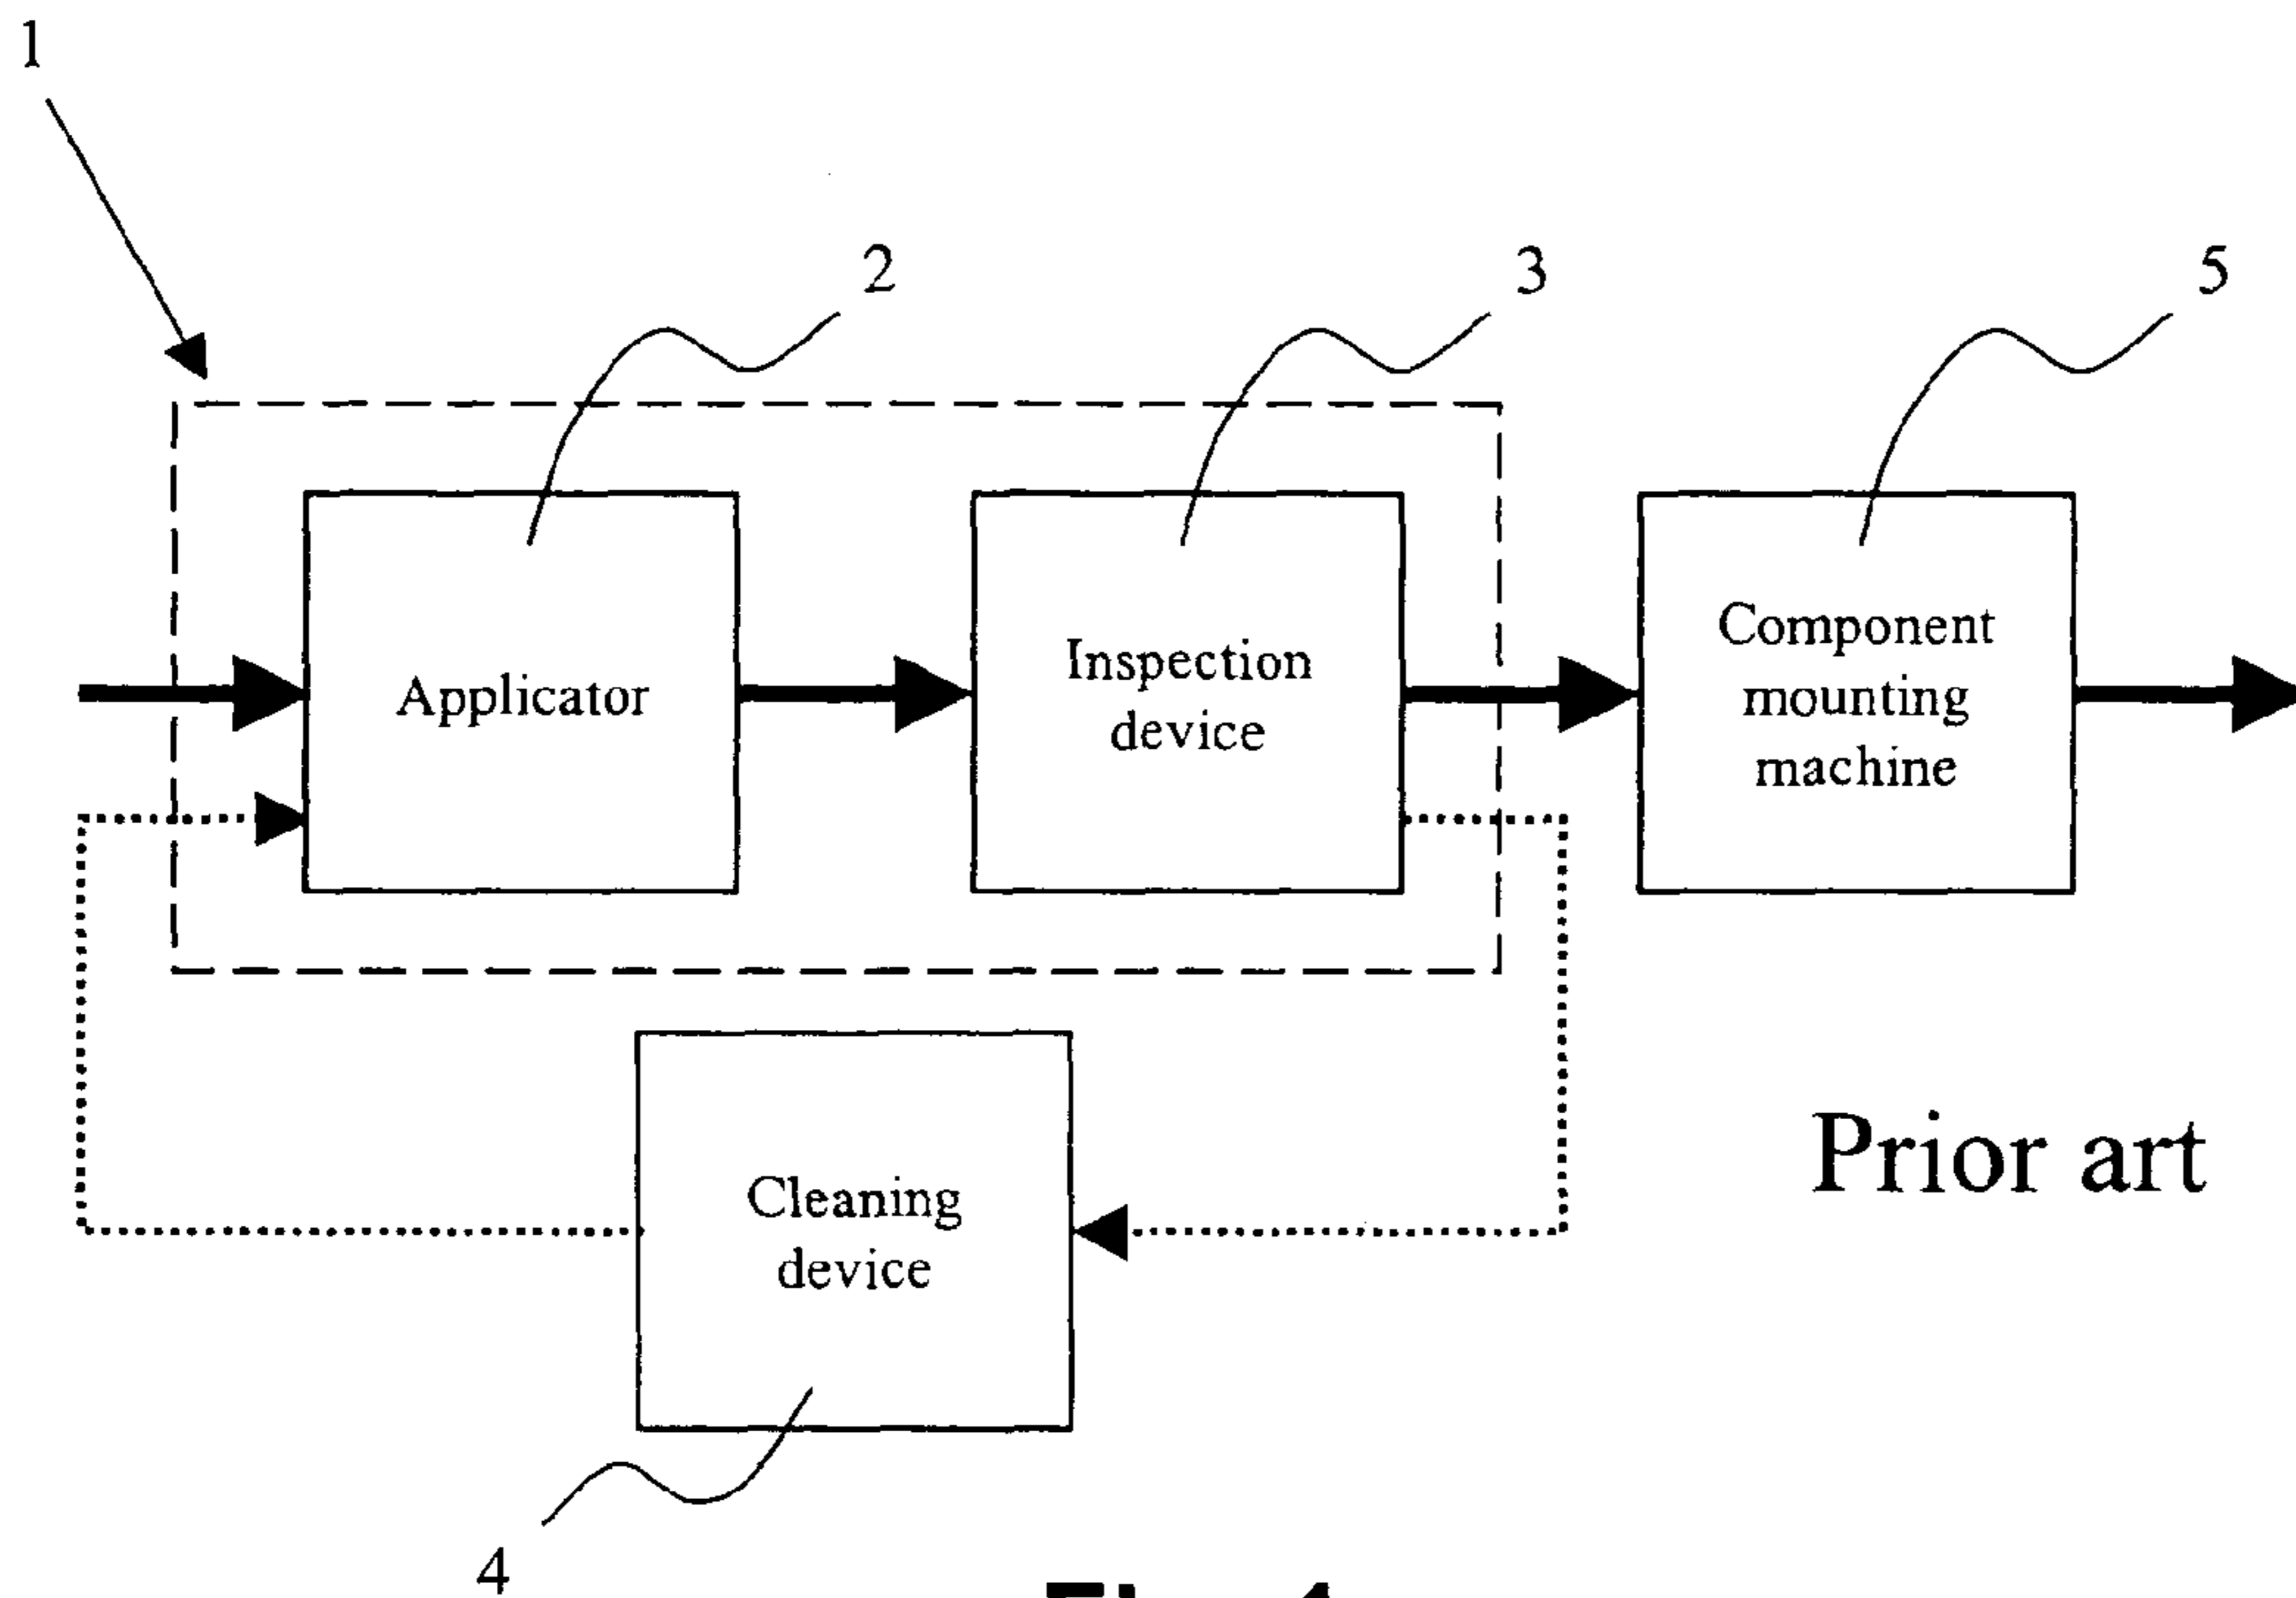 1
2
3
5
Applicator
Inspection
device
Component
mounting
machine
Prior art
Cleaning
device
4